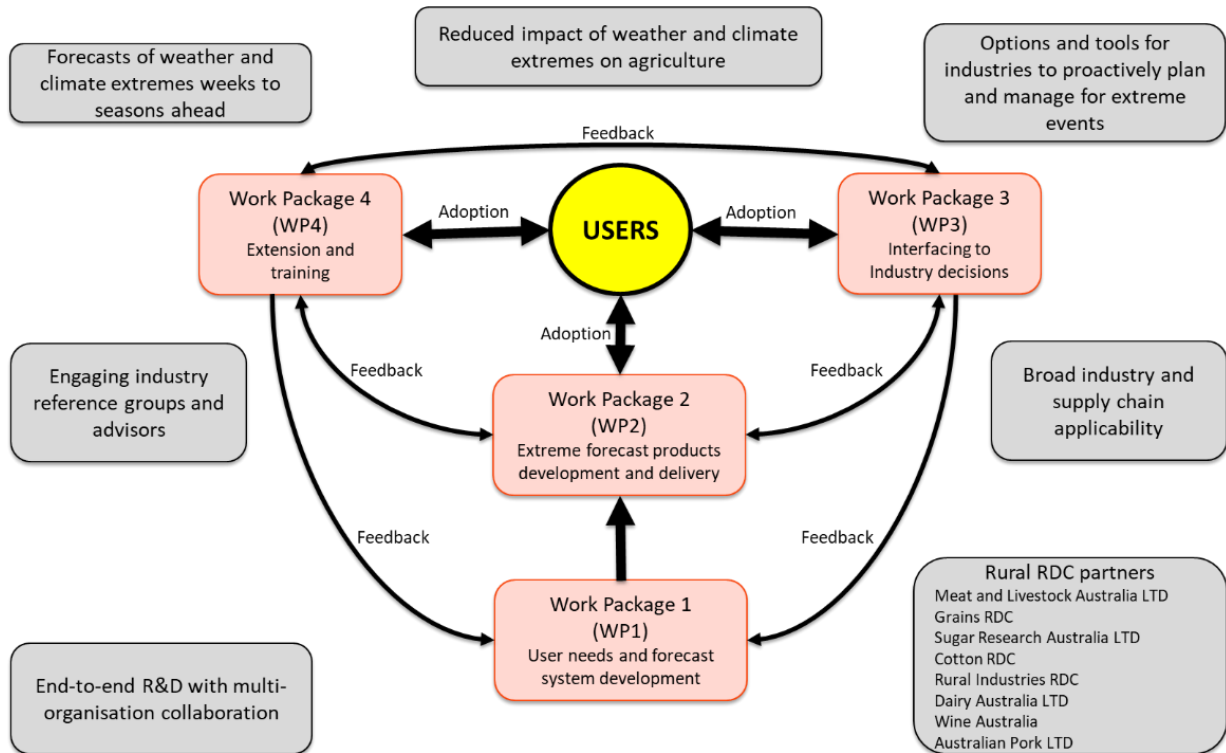 Forecasts of weather and
climate extremes weeks to
seasons ahead
Reduced impact of weather and climate
extremes on agriculture
Options and tools for
industries to proactively plan
and manage for extreme
events
Feedback
Work Package 4
(WP4)
Extension and
training
Adoption
USERS
Adoption
Work Package 3
(WP3)
Interfacing to
Industry decisions
Adoption
Engaging industry
reference groups and
advisors
Feedback
Work Package 2
(WP2)
Extreme forecast products
development and delivery
Feedback
Broad industry and
supply chain
applicability
Feedback
Feedback
Work Package 1
(WP1)
User needs and forecast
system development
End-to-end R&D with multi-
organisation collaboration
Rural RDC partners
Meat and Livestock Australia LTD
Grains RDC
Sugar Research Australia LTD
Cotton RDC
Rural Industries RDC
Dairy Australia LTD
Wine Australia
Australian Pork LTD